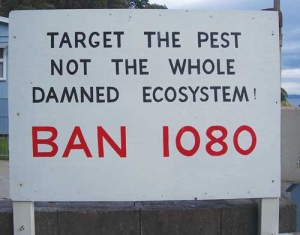 TARGET THE PEST
NOT THE WHOLE
DAMNED ECOSYSTEM!
BAN 1080